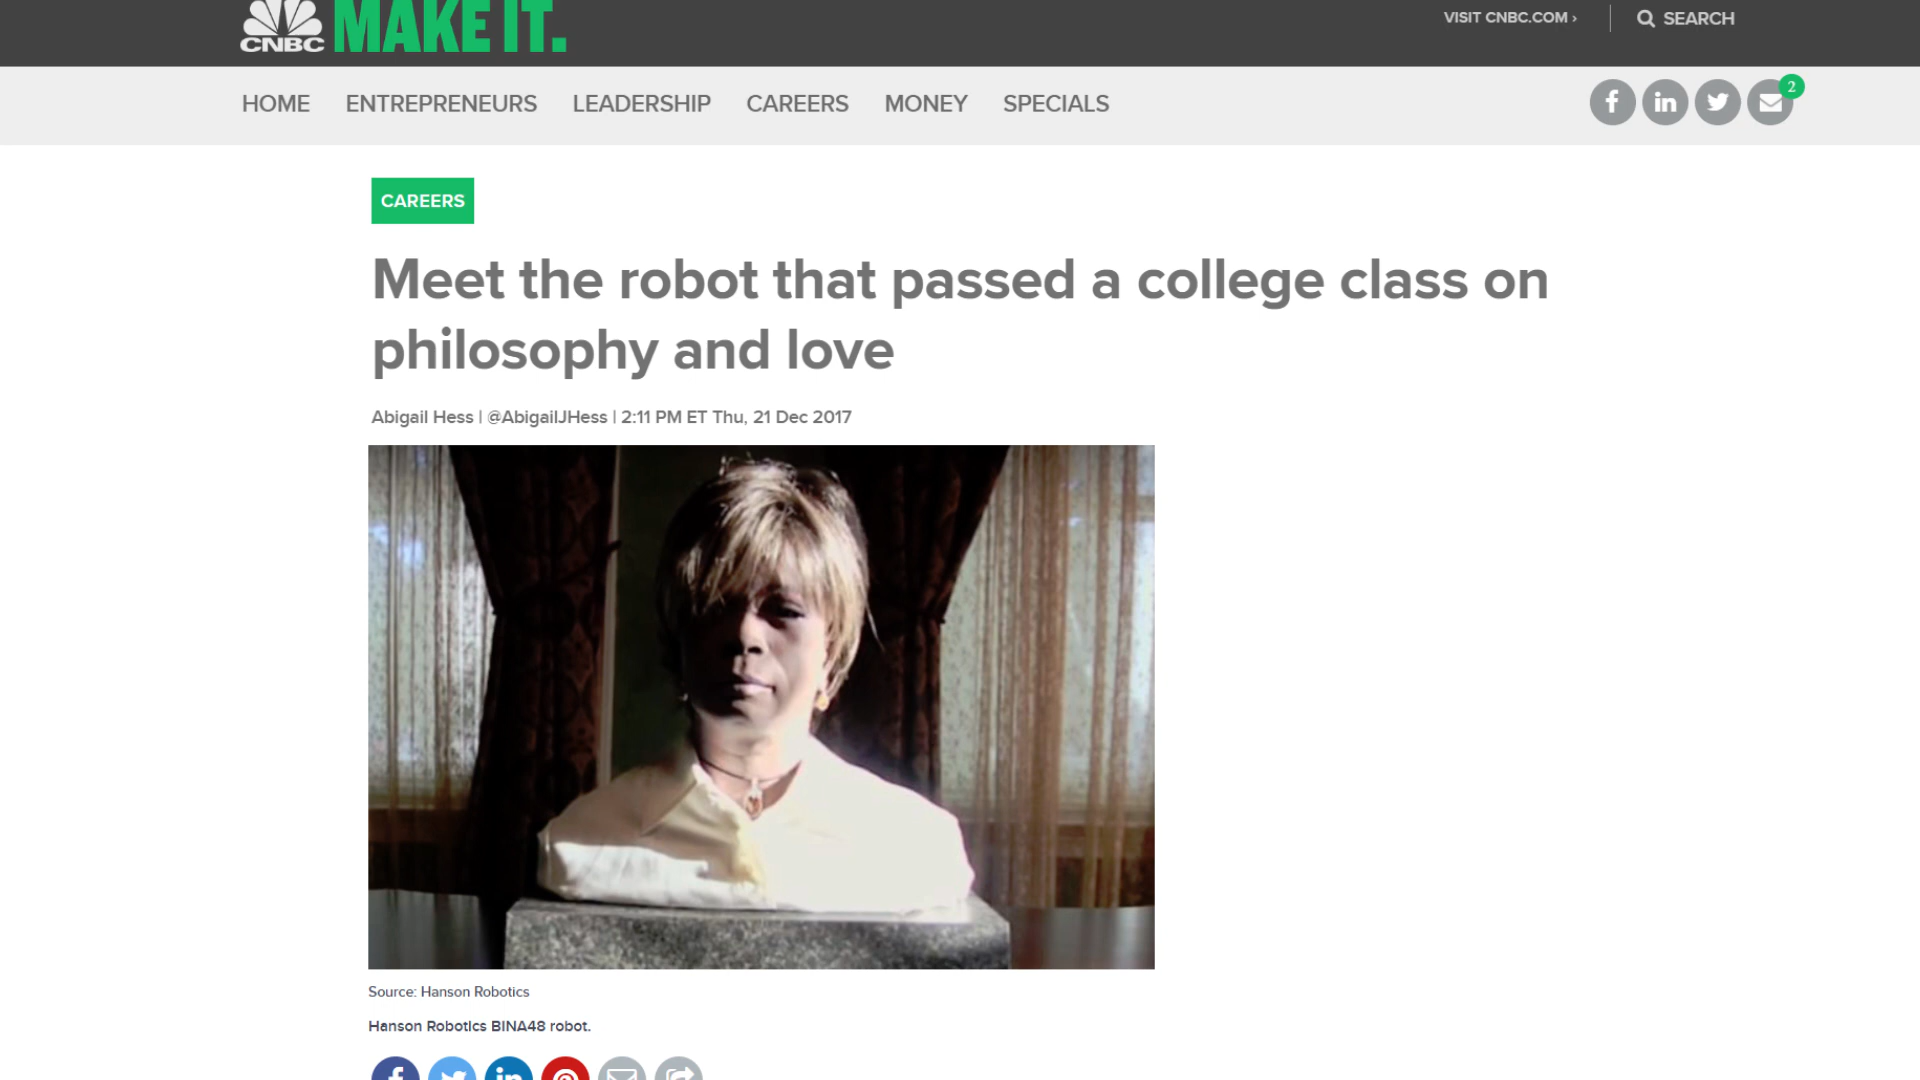 CNBC MAKE IT.
VISIT CNBC.COM ›
SEARCH
HOME ENTREPRENEURS LEADERSHIP CAREERS MONEY SPECIALS
2
CAREERS
Meet the robot that passed a college class on
philosophy and love
Abigail Hess | @AbigailJHess | 2:11 PM ET Thu, 21 Dec 2017
Source: Hanson Robotics
Hanson Robotics BINA48 robot.